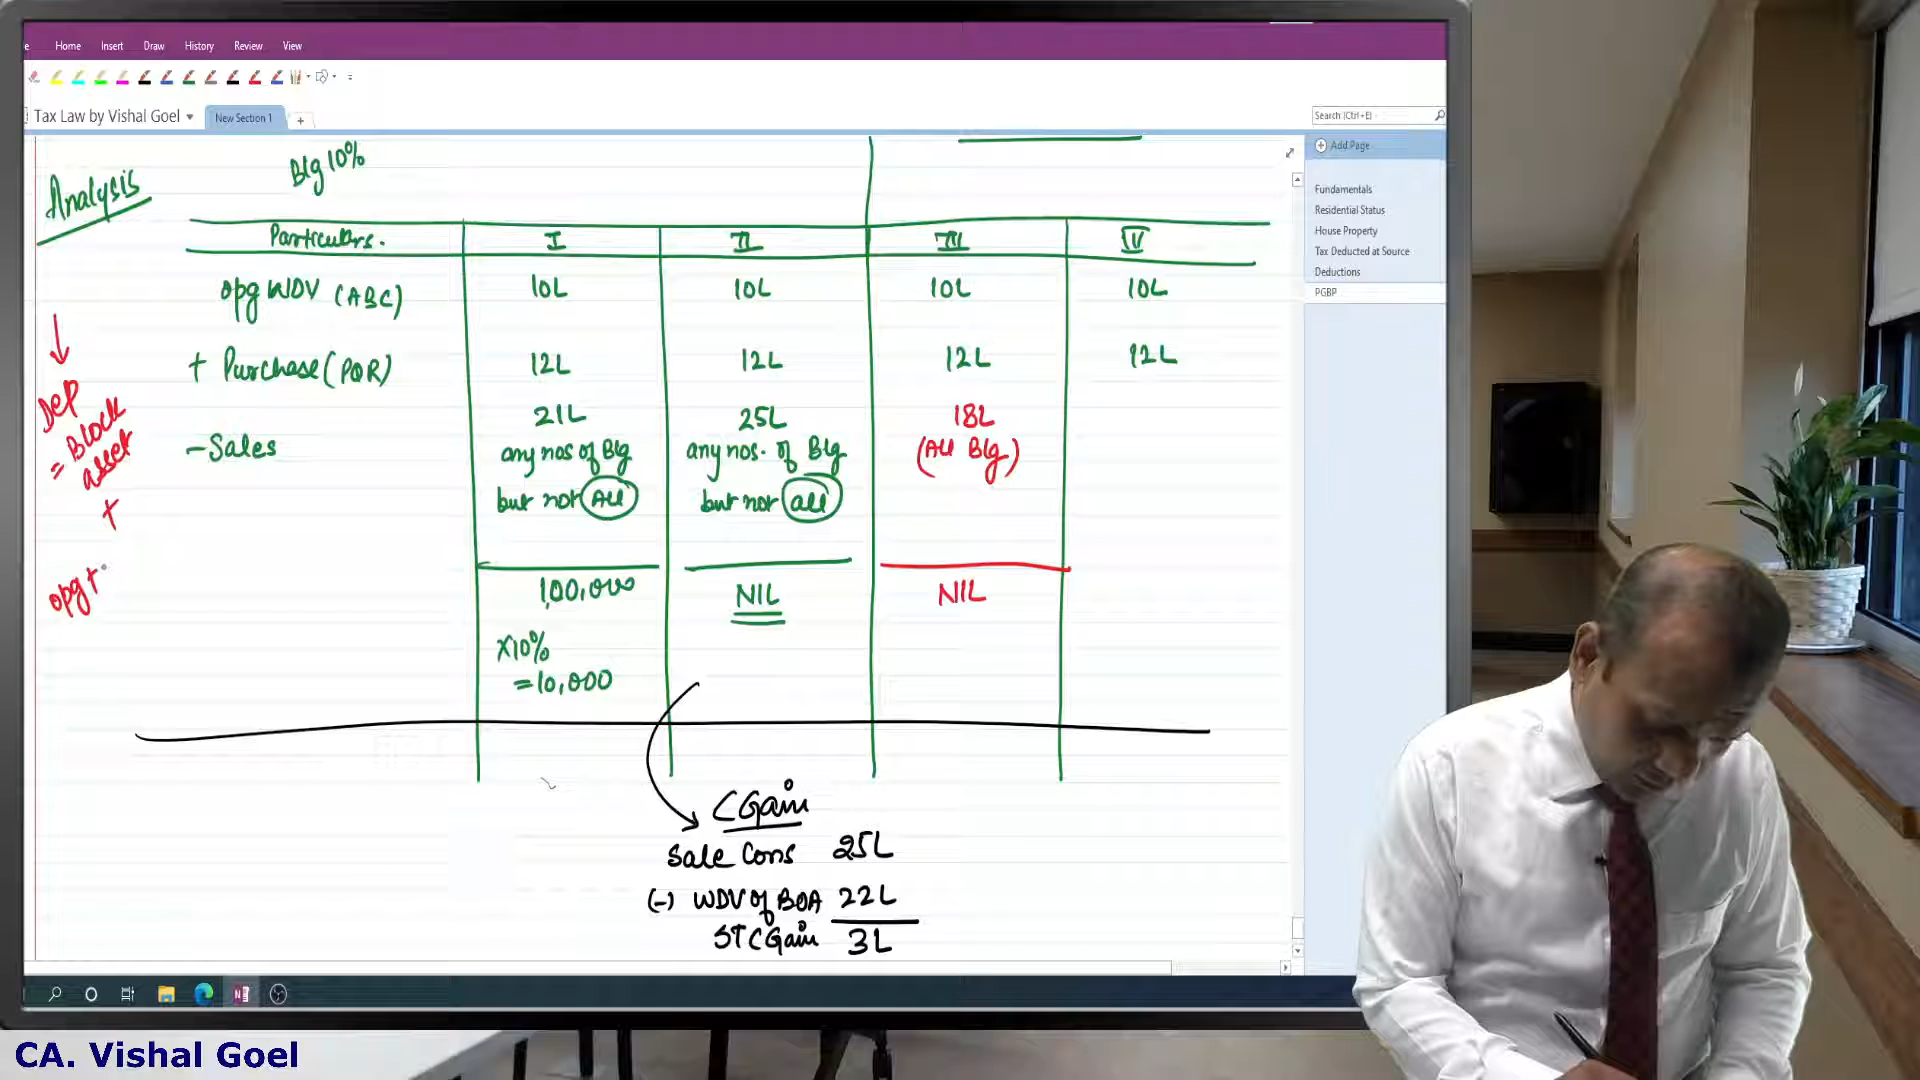 Home Insert Draw History Review View
Tax Law by Vishal Goel
New Section 1
Search (Ctrl+E)
Add Page
Fundamentals
Residential Status
House Property
Tax Deducted at Source
Deductions
PGBP
Analysis
Blg 10%
Particulars. I II III IV
opg WDV (ABC) 10L 10L 10L 10L
+ Purchase (PQR) 12L 12L 12L 12L
- Sales
21L
any nos of Blg
but not All
25L
any nos. of Blg
but not all
18L
(All Blg)
1,00,000 NIL NIL
x10%
=10,000
Dep
= Block
asset
+
opg +
CGain
Sale Cons 25L
(-) WDV of BOA 22L
STCGain 3L
CA. Vishal Goel